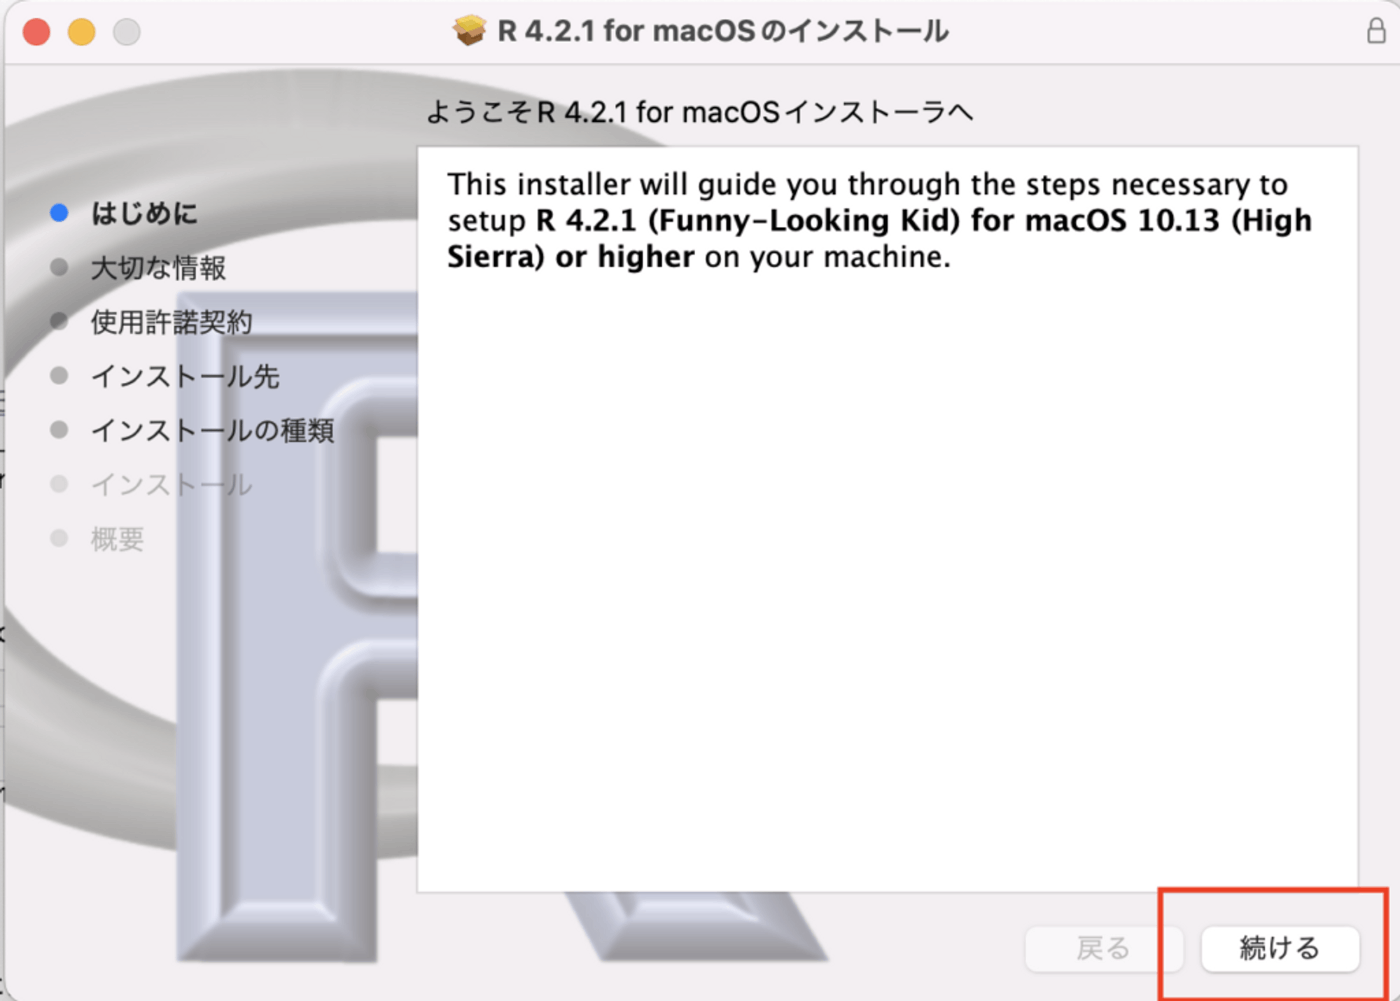 R 4.2.1 for macOSのインストール
ようこそR 4.2.1 for macOSインストーラへ
はじめに
大切な情報
使用許諾契約
インストール先
インストールの種類
インストール
概要
This installer will guide you through the steps necessary to
setup R 4.2.1 (Funny-Looking Kid) for macOS 10.13 (High
Sierra) or higher on your machine.
戻る
続ける